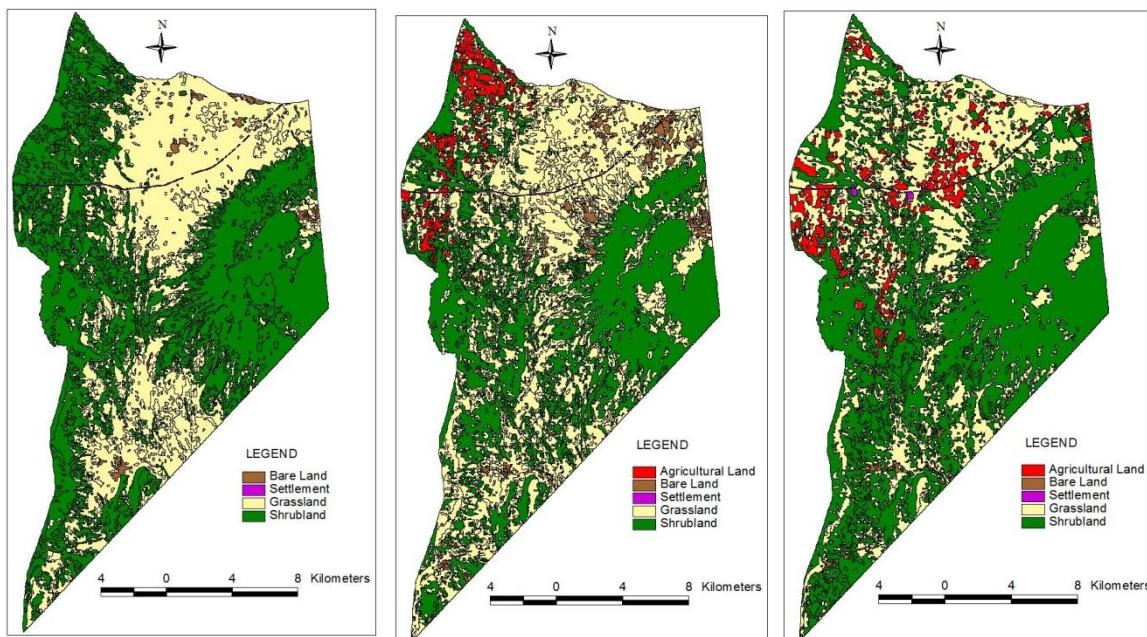 N
LEGEND
Bare Land
Settlement
Grassland
Shrubland
4 0 4 8 Kilometers
N
LEGEND
Agricultural Land
Bare Land
Settlement
Grassland
Shrubland
4 0 4 8 Kilometers
N
LEGEND
Agricultural Land
Bare Land
Settlement
Grassland
Shrubland
4 0 4 8 Kilometers